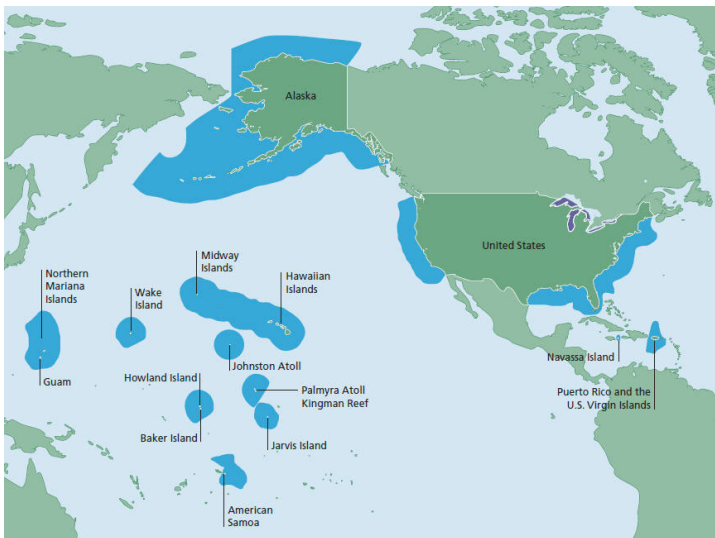 Alaska
United States
Midway
Islands
Hawaiian
Islands
Northern
Mariana
Islands
Wake
Island
Guam
Johnston Atoll
Howland Island
Palmyra Atoll
Kingman Reef
Baker Island
Jarvis Island
American
Samoa
Navassa Island
Puerto Rico and the
U.S. Virgin Islands